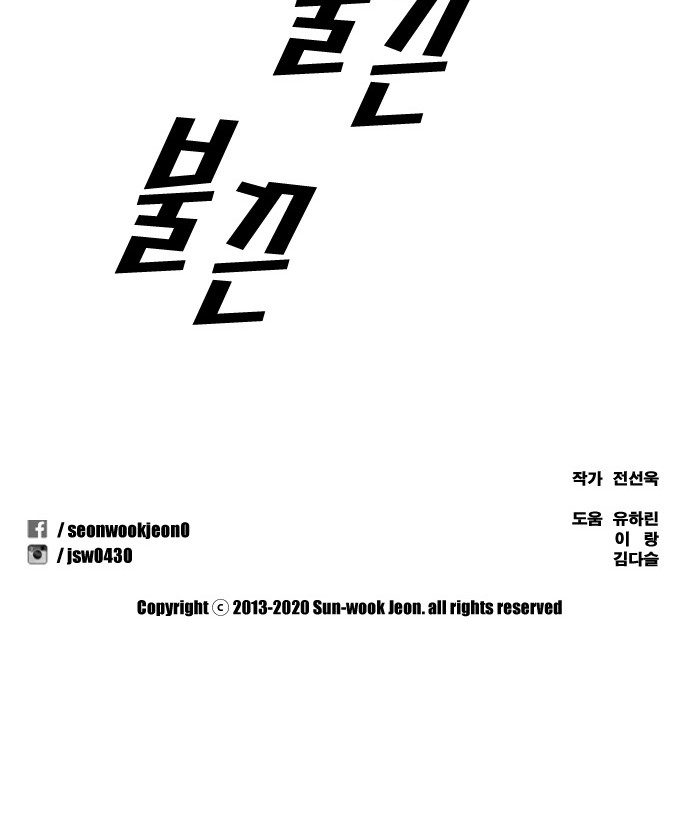 불끈
불끈
작가 전선욱
도움 유하린
이 랑
김다슬
/ seonwookjeon0
/ jsw0430
Copyright ⓒ 2013-2020 Sun-wook Jeon. all rights reserved